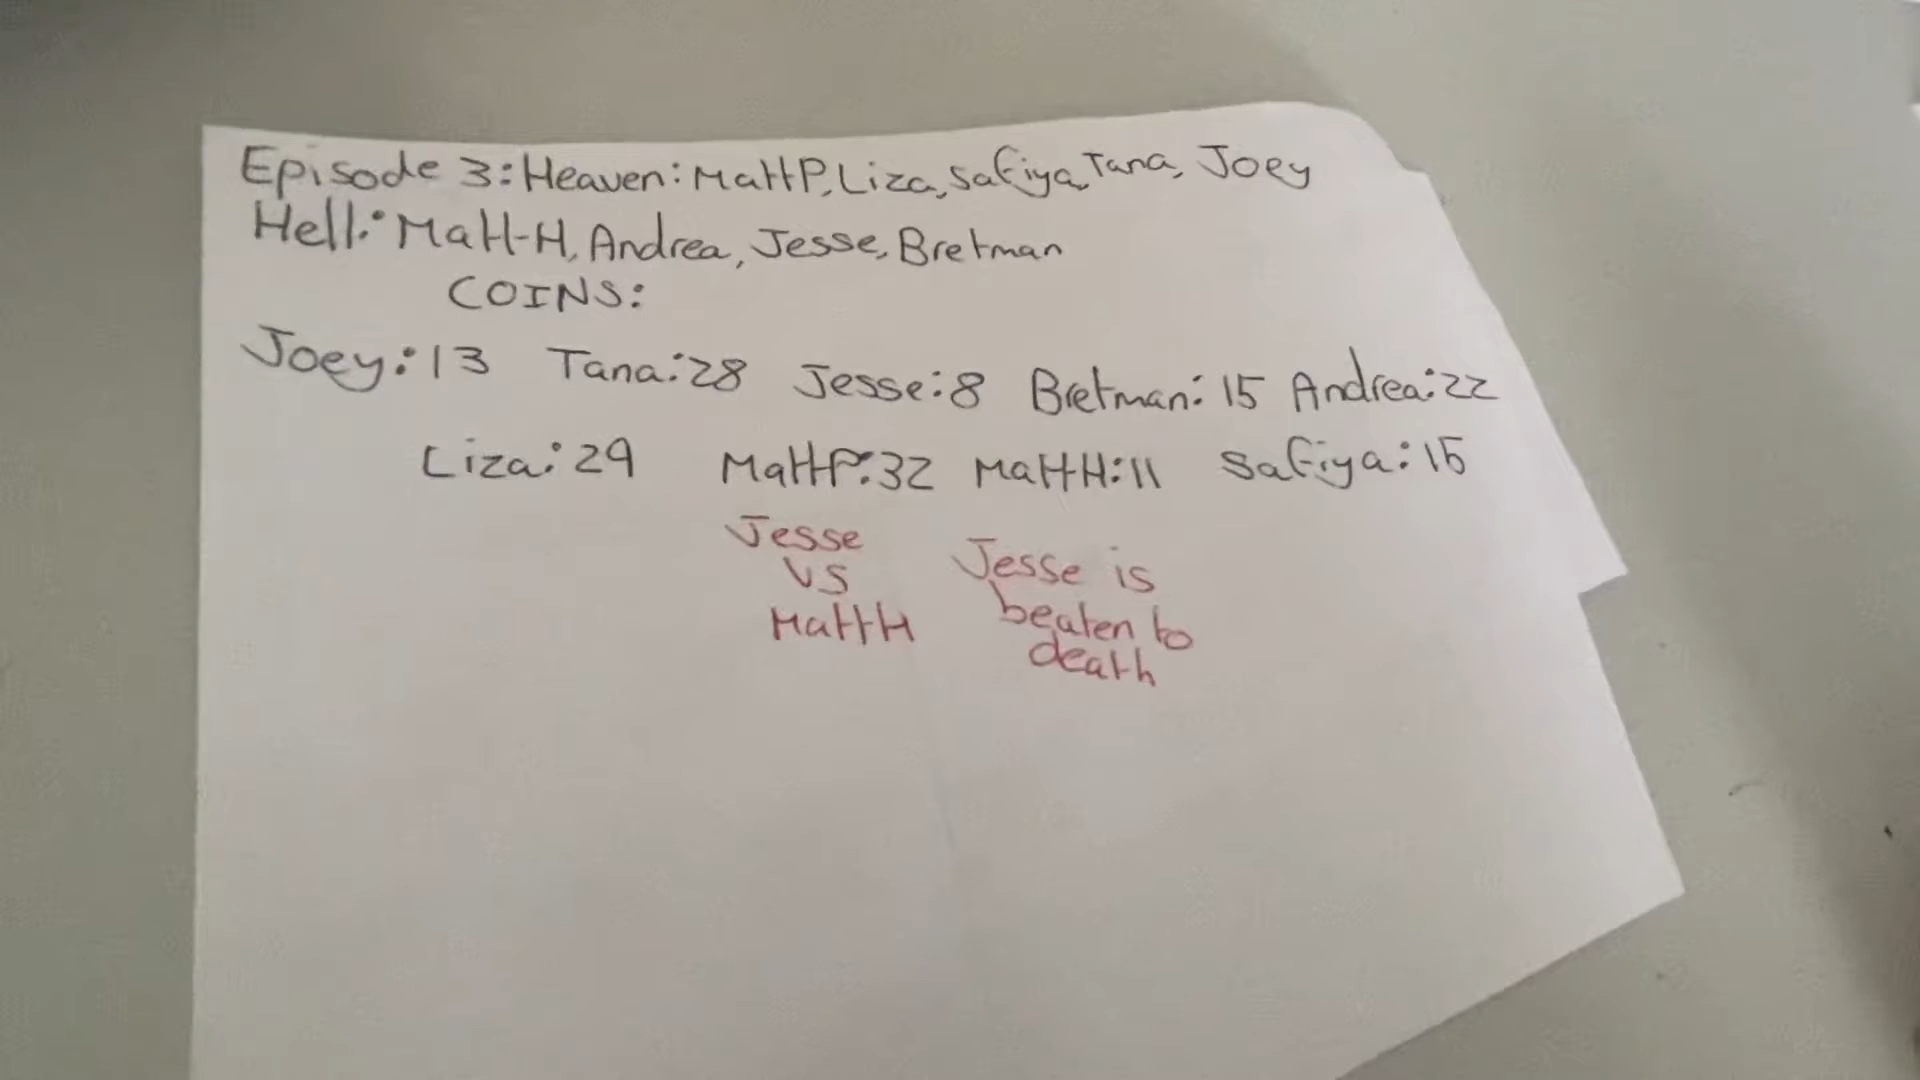 Episode 3: Heaven: MattP, Liza, Safiya, Tana, Joey
Hell: Matt-H, Andrea, Jesse, Bretman
COINS:
Joey: 13 Tana: 28 Jesse: 8 Bretman: 15 Andrea: 22
Liza: 29 MattP: 32 MattH: 11 Safiya: 15
Jesse
vs
MattH
Jesse is
beaten to
death